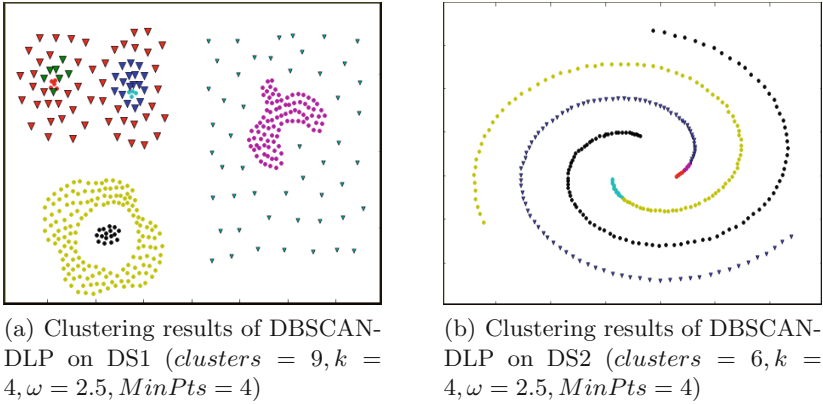 (a) Clustering results of DBSCAN-
DLP on DS1 (clusters = 9, k =
4, ω = 2.5, MinPts = 4)
(b) Clustering results of DBSCAN-
DLP on DS2 (clusters = 6, k =
4, ω = 2.5, MinPts = 4)